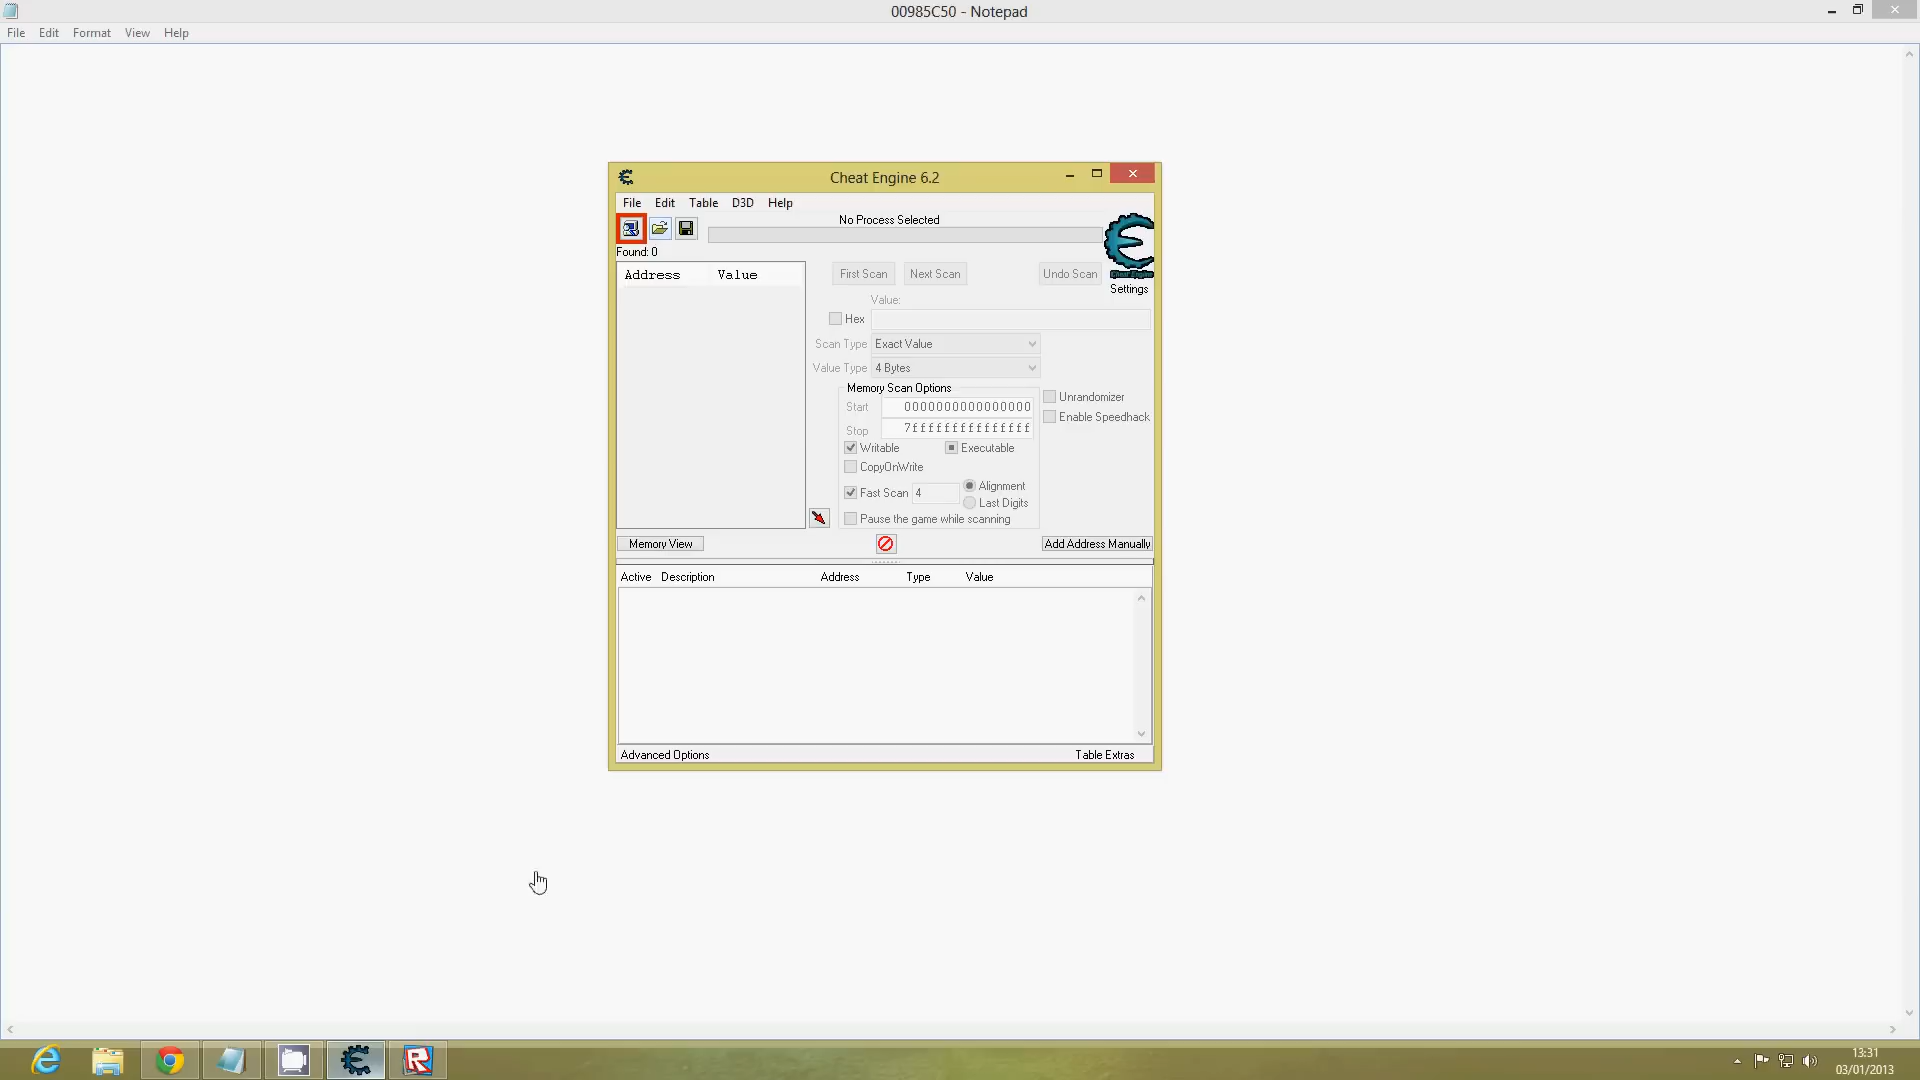 00985C50 - Notepad
File Edit Format View Help
Cheat Engine 6.2
File Edit Table D3D Help
No Process Selected
Found: 0
Address Value
First Scan Next Scan Undo Scan
Cheat Engine
Settings
Value:
Hex
Scan Type Exact Value
Value Type 4 Bytes
Memory Scan Options
Unrandomizer
Start 0000000000000000
Enable Speedhack
Stop 7fffffffffffffff
Writable Executable
CopyOnWrite
Fast Scan 4 Alignment
Last Digits
Pause the game while scanning
Memory View Add Address Manually
Active Description Address Type Value
Advanced Options Table Extras
13:31
03/01/2013